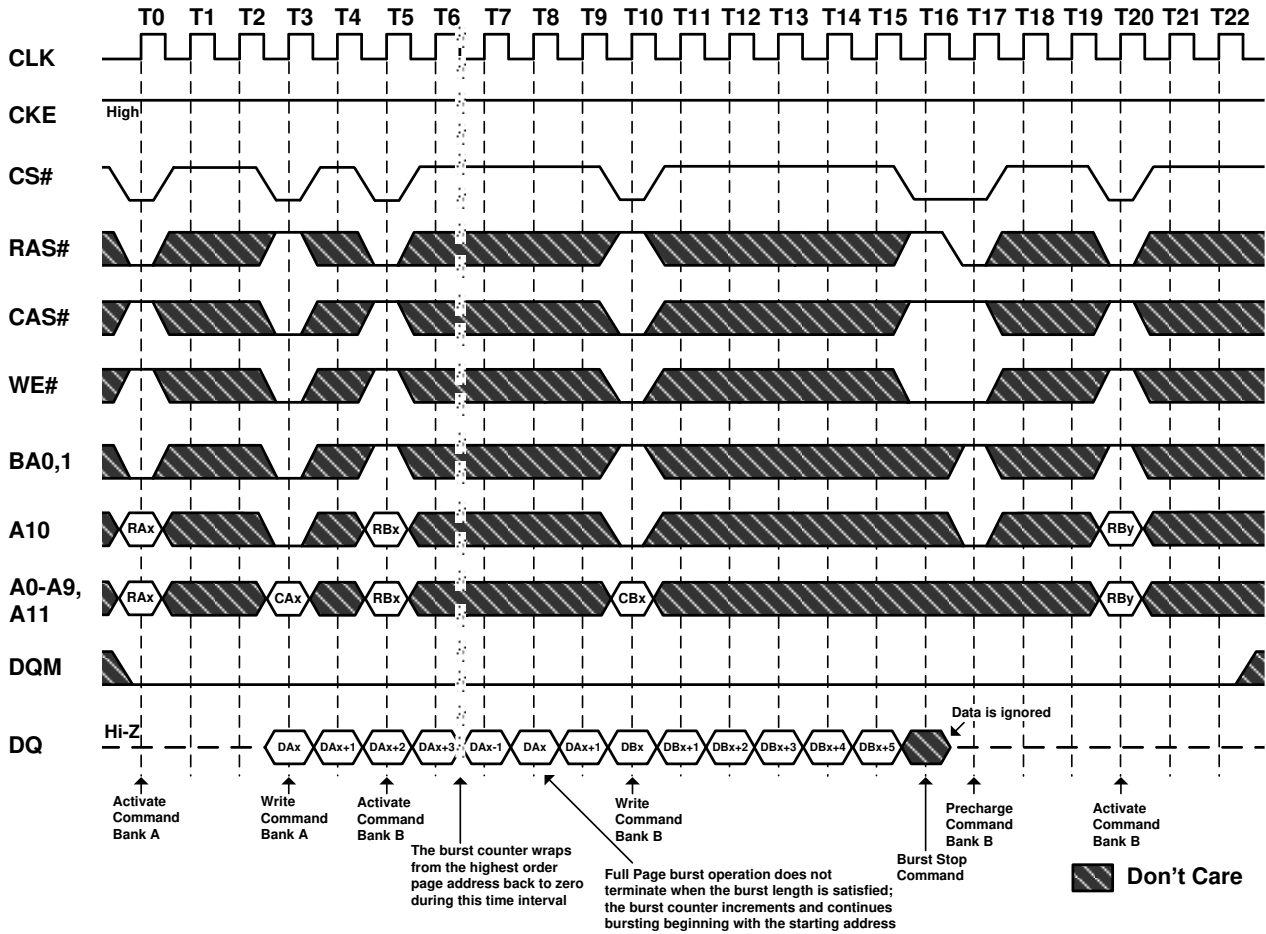 T0 T1 T2 T3 T4 T5 T6 T7 T8 T9 T10 T11 T12 T13 T14 T15 T16 T17 T18 T19 T20 T21 T22
CLK
CKE High
CS#
RAS#
CAS#
WE#
BA0,1
A10 RAx RBx RBy
A0-A9,
A11
RAx CAx RBx CBx RBy
DQM
Data is ignored
DQ Hi-Z DAx DAx+1 DAx+2 DAx+3 DAx-1 DAx DAx+1 DBx DBx+1 DBx+2 DBx+3 DBx+4 DBx+5
Activate
Command
Bank A
Write
Command
Bank A
Activate
Command
Bank B
The burst counter wraps
from the highest order
page address back to zero
during this time interval
Full Page burst operation does not
terminate when the burst length is satisfied;
the burst counter increments and continues
bursting beginning with the starting address
Write
Command
Bank B
Burst Stop
Command
Precharge
Command
Bank B
Activate
Command
Bank B
Don't Care